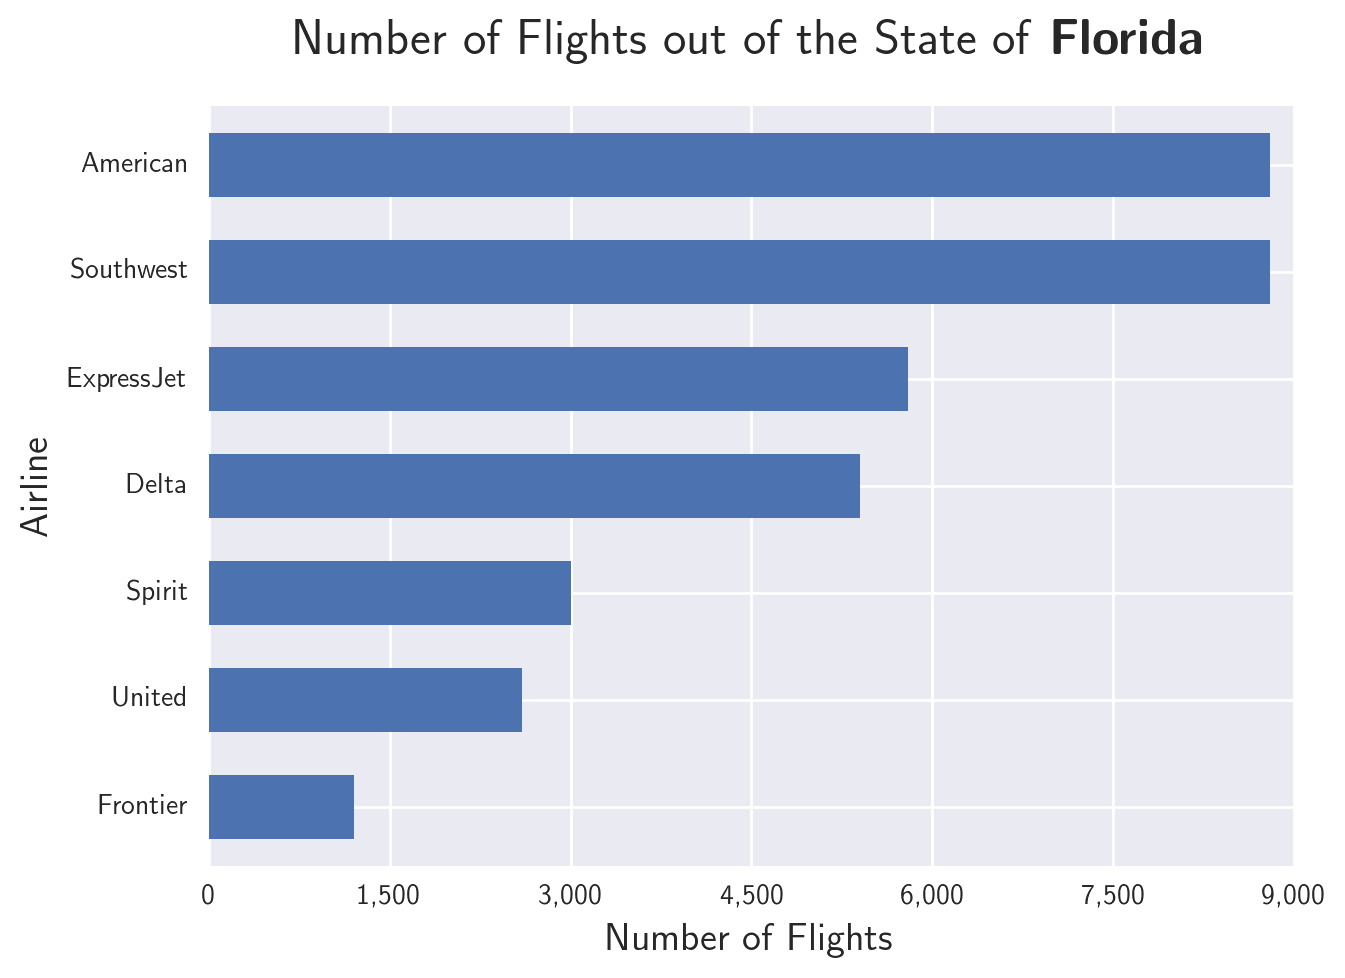 Number of Flights out of the State of Florida
American
Southwest
ExpressJet
Delta
Spirit
United
Frontier
Airline
0 1,500 3,000 4,500 6,000 7,500 9,000
Number of Flights